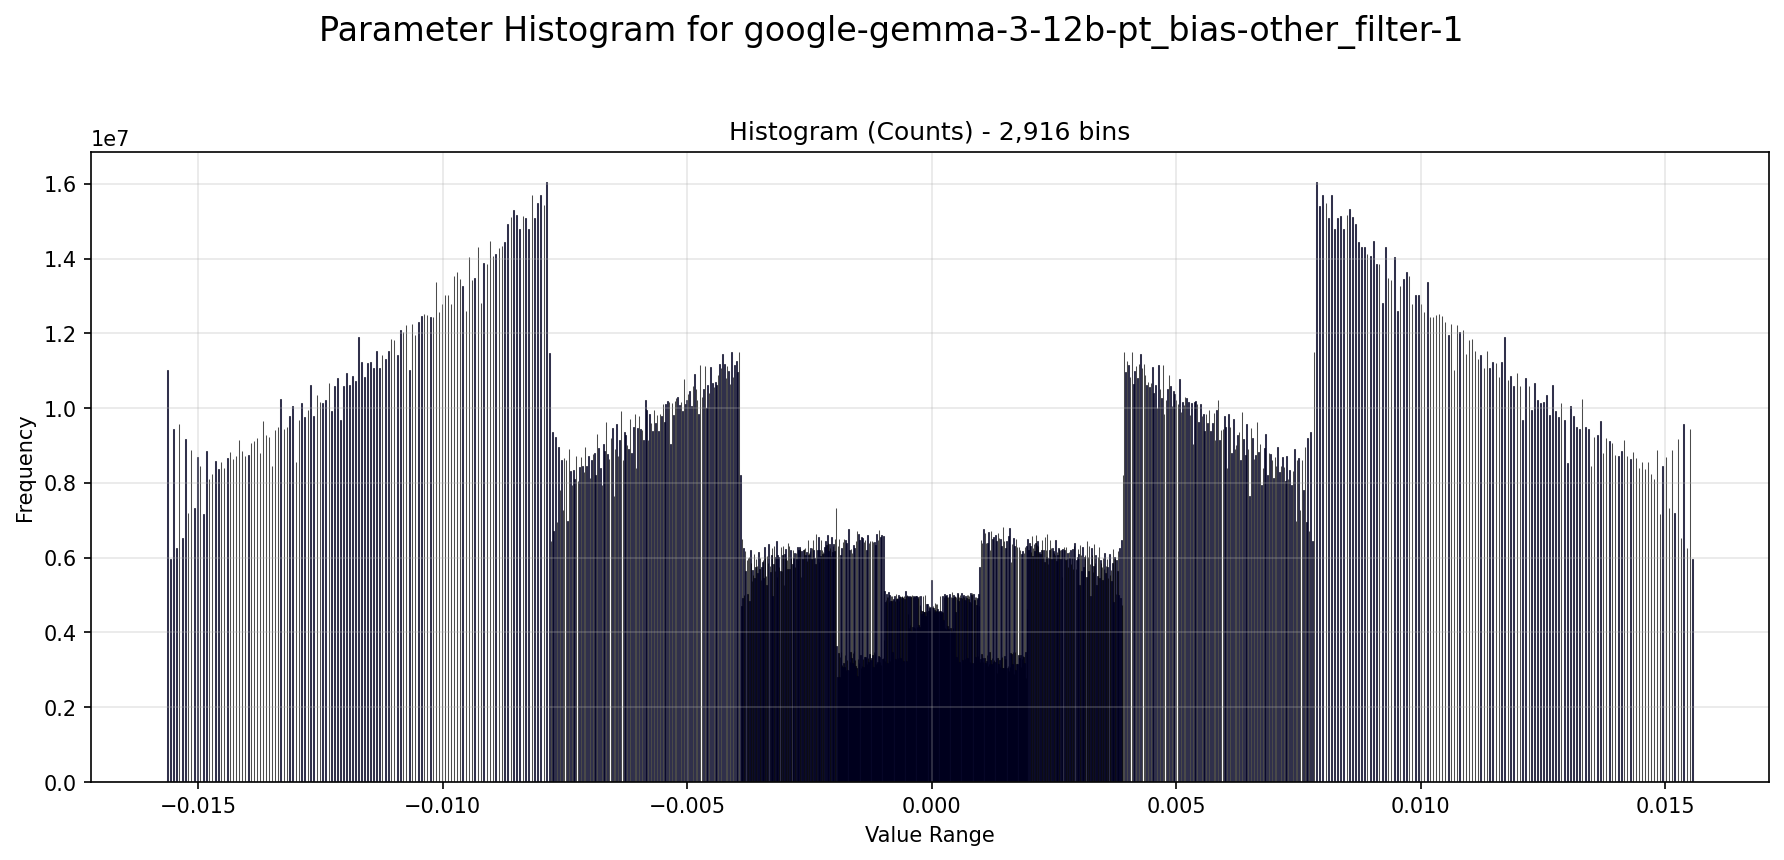 Parameter Histogram for google-gemma-3-12b-pt_bias-other_filter-1
Histogram (Counts) - 2,916 bins
1e7
1.6
1.4
1.2
1.0
0.8
0.6
0.4
0.2
0.0
Frequency
−0.015 −0.010 −0.005 0.000 0.005 0.010 0.015
Value Range